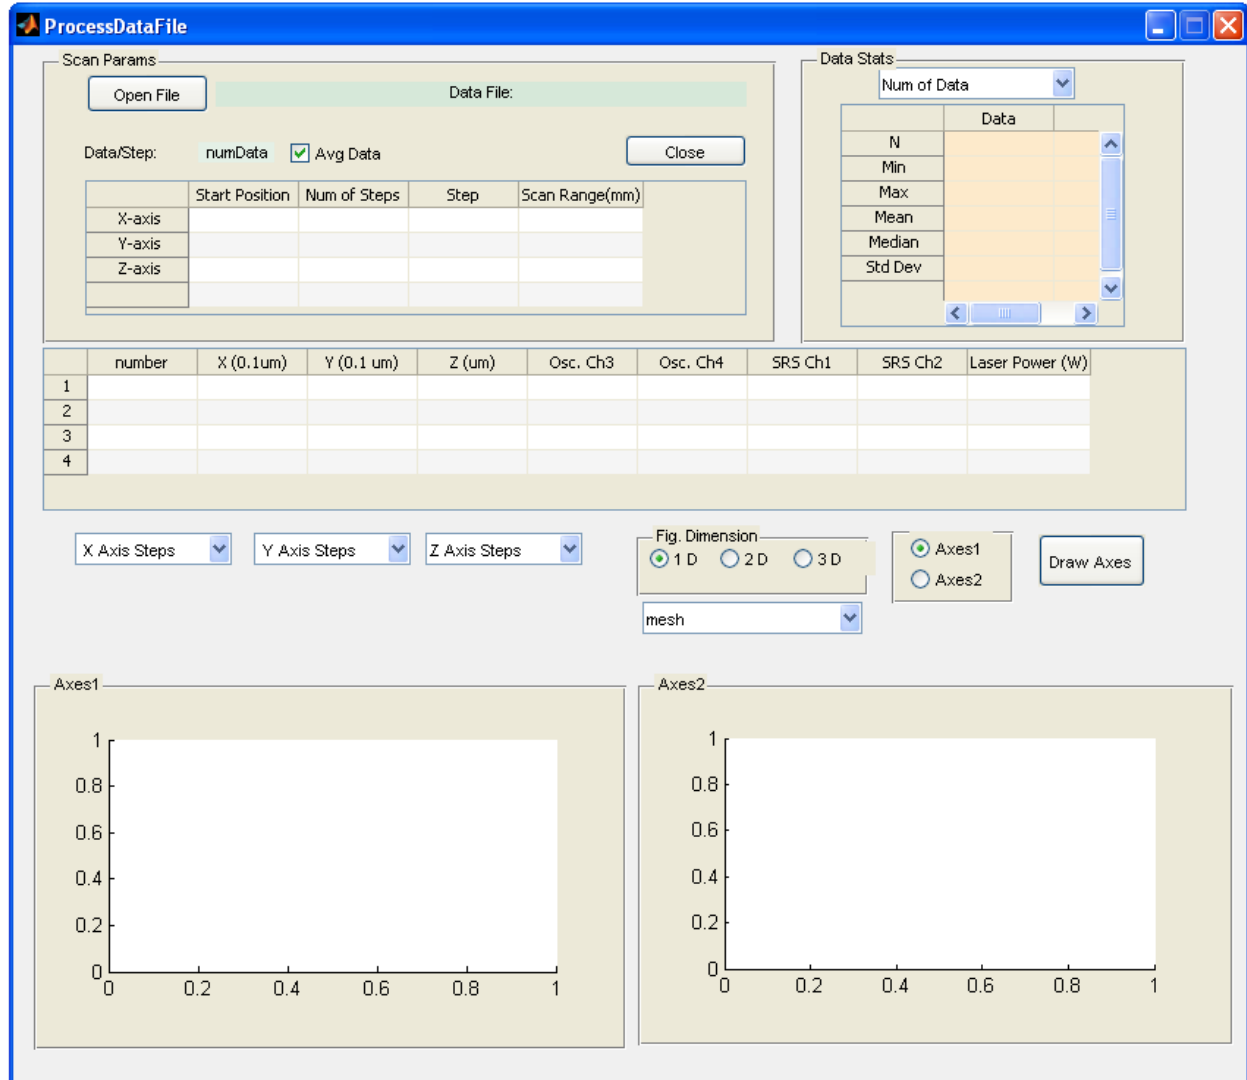 ProcessDataFile
Scan Params
Open File
Data File:
Data/Step:
numData
Avg Data
Close
Start Position Num of Steps Step Scan Range(mm)
X-axis
Y-axis
Z-axis
Data Stats
Num of Data
Data
N
Min
Max
Mean
Median
Std Dev
number X (0.1um) Y (0.1 um) Z (um) Osc. Ch3 Osc. Ch4 SRS Ch1 SRS Ch2 Laser Power (W)
1
2
3
4
X Axis Steps
Y Axis Steps
Z Axis Steps
Fig. Dimension
1 D 2 D 3 D
mesh
Axes1
Axes2
Draw Axes
Axes1
1
0.8
0.6
0.4
0.2
0
0 0.2 0.4 0.6 0.8 1
Axes2
1
0.8
0.6
0.4
0.2
0
0 0.2 0.4 0.6 0.8 1